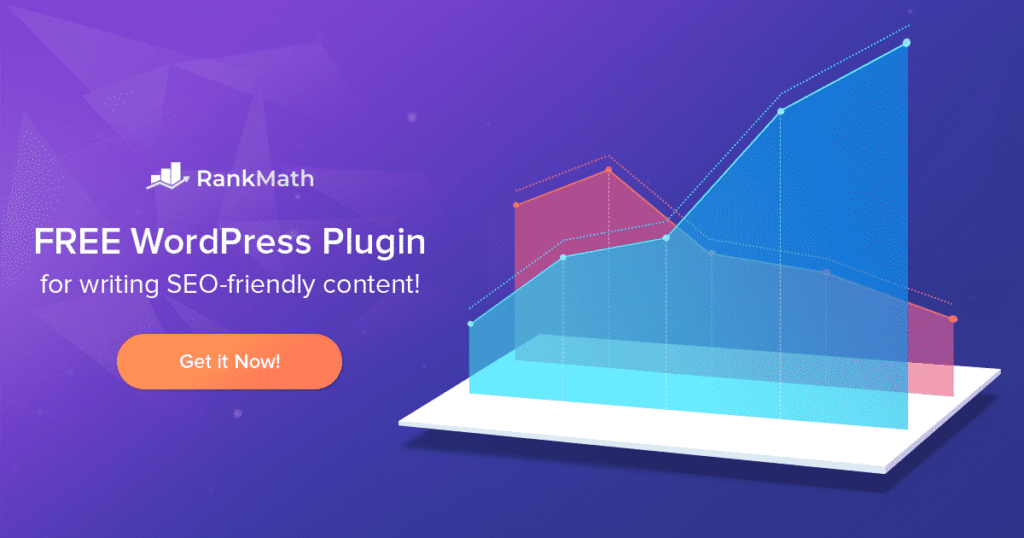 RankMath
FREE WordPress Plugin
for writing SEO-friendly content!
Get it Now!